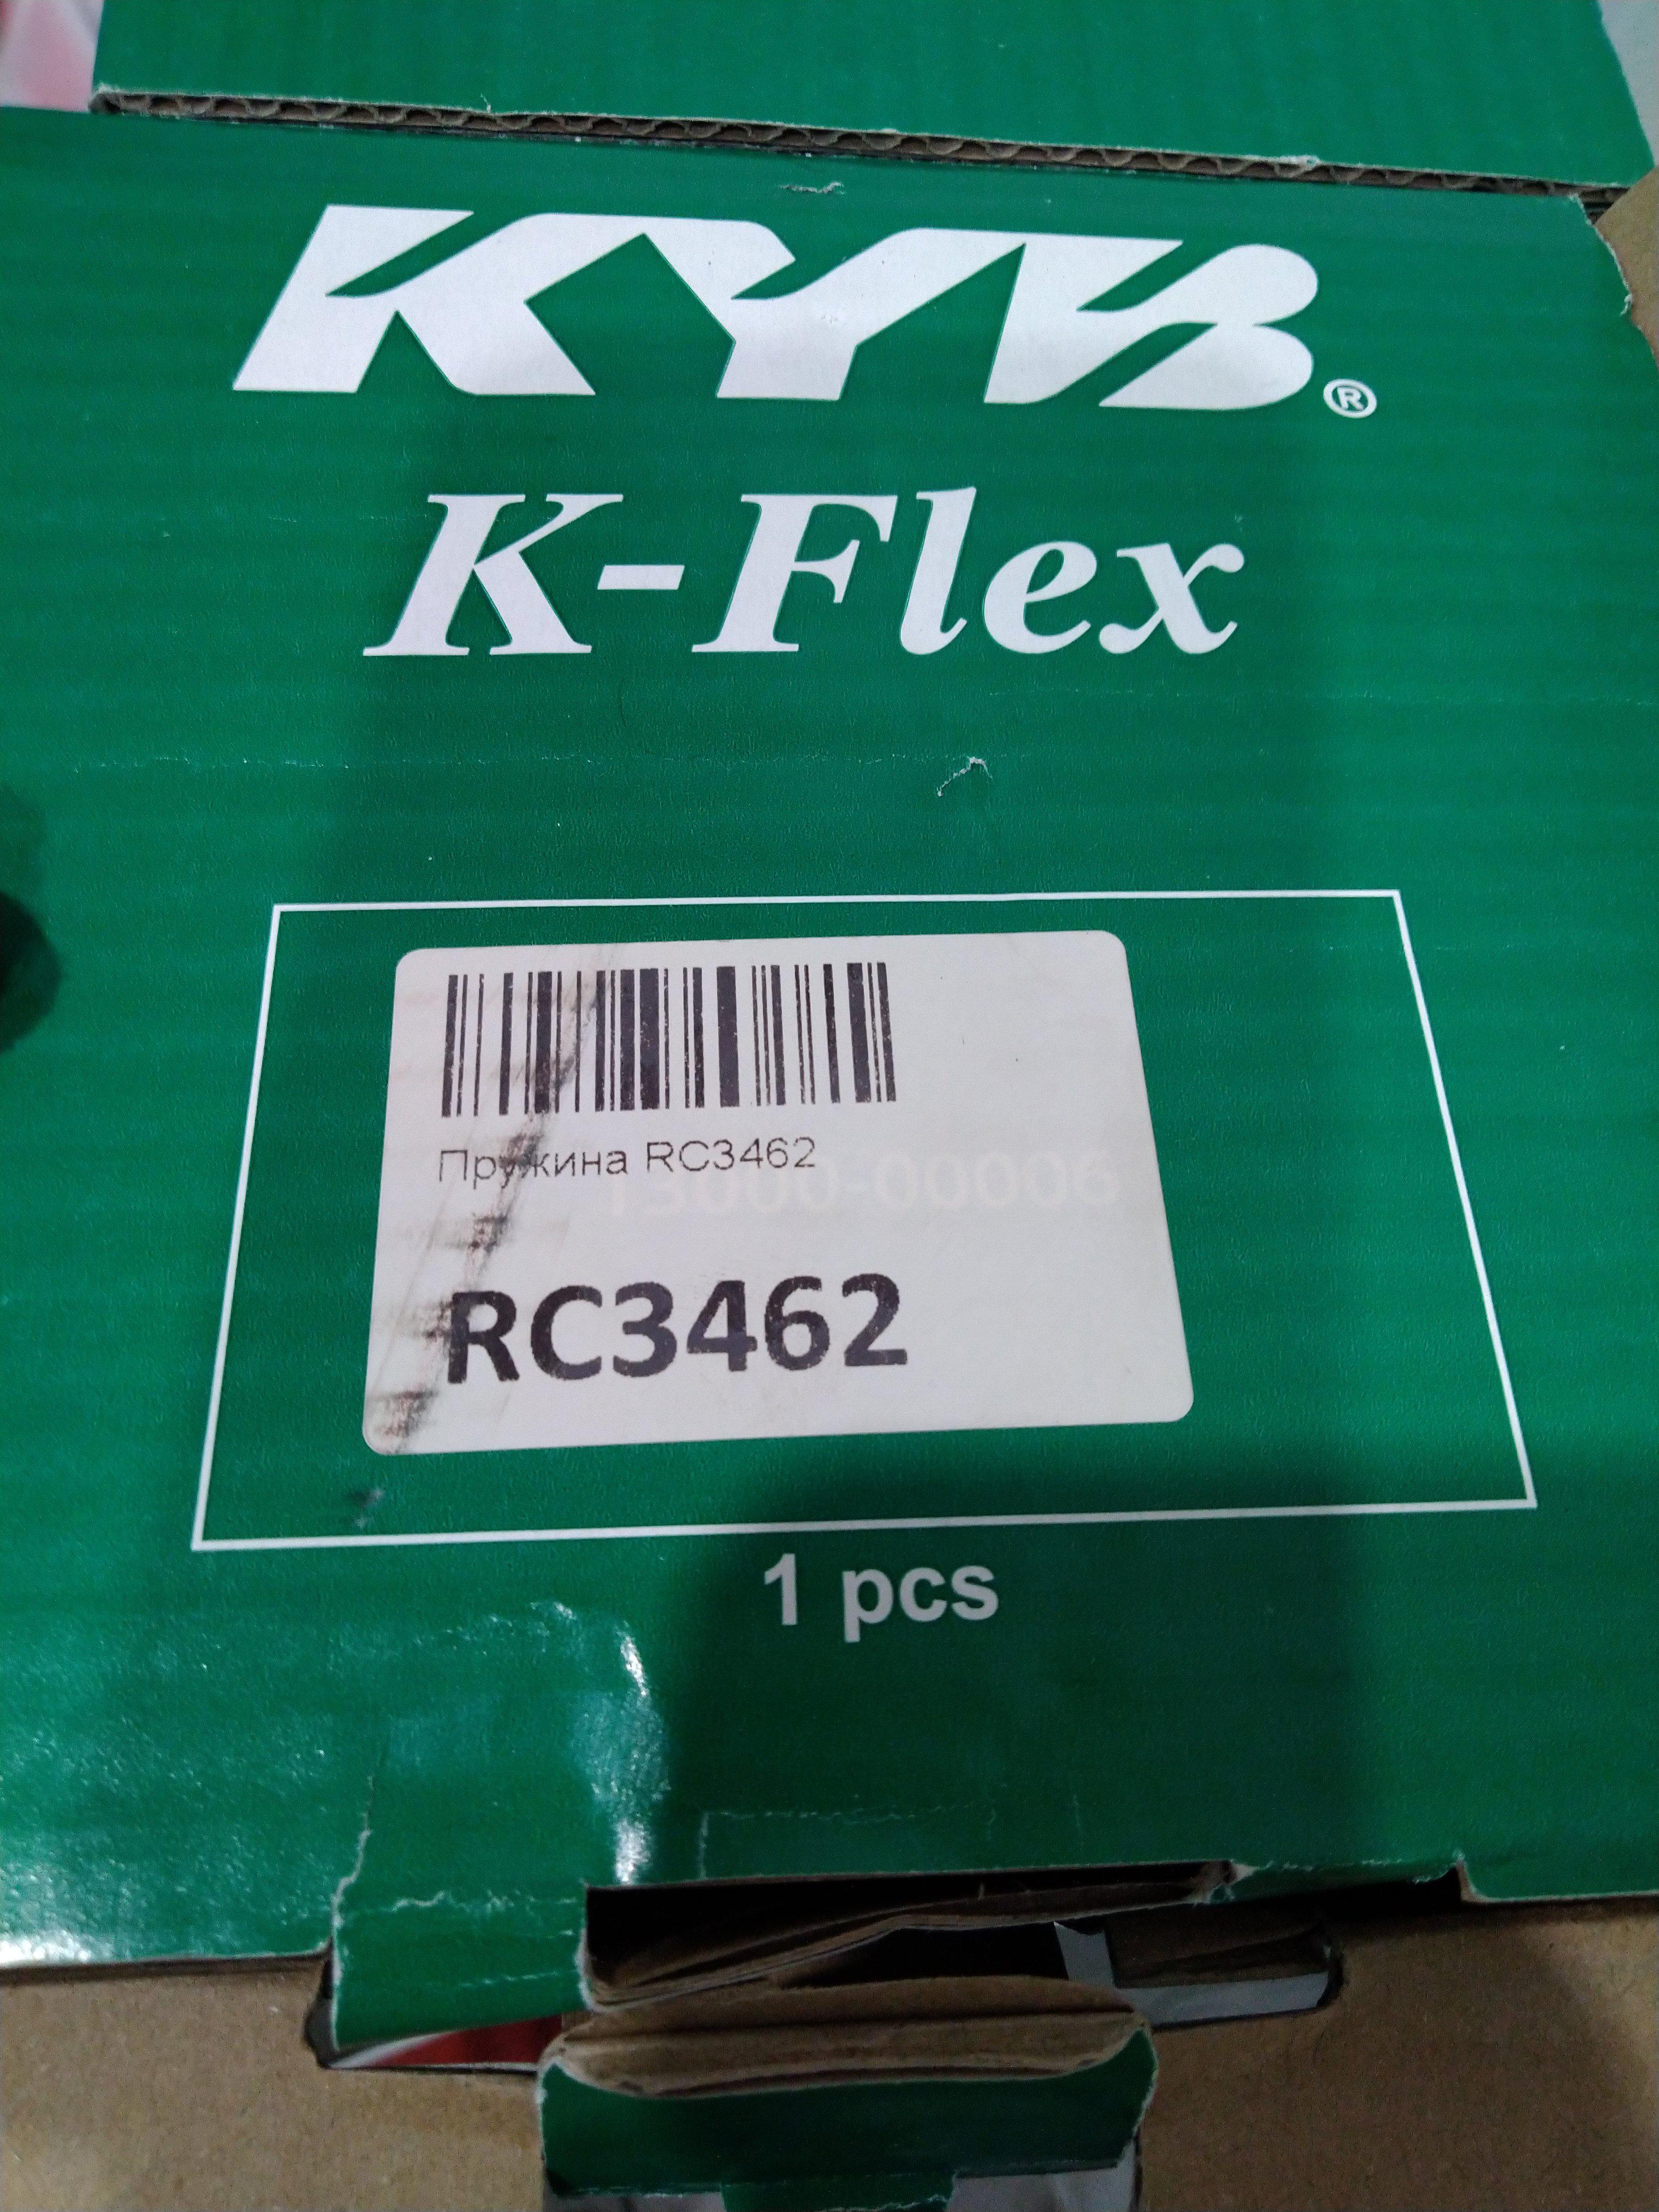 KYB®
K-Flex
Пружина RC3462
RC3462
1 pcs